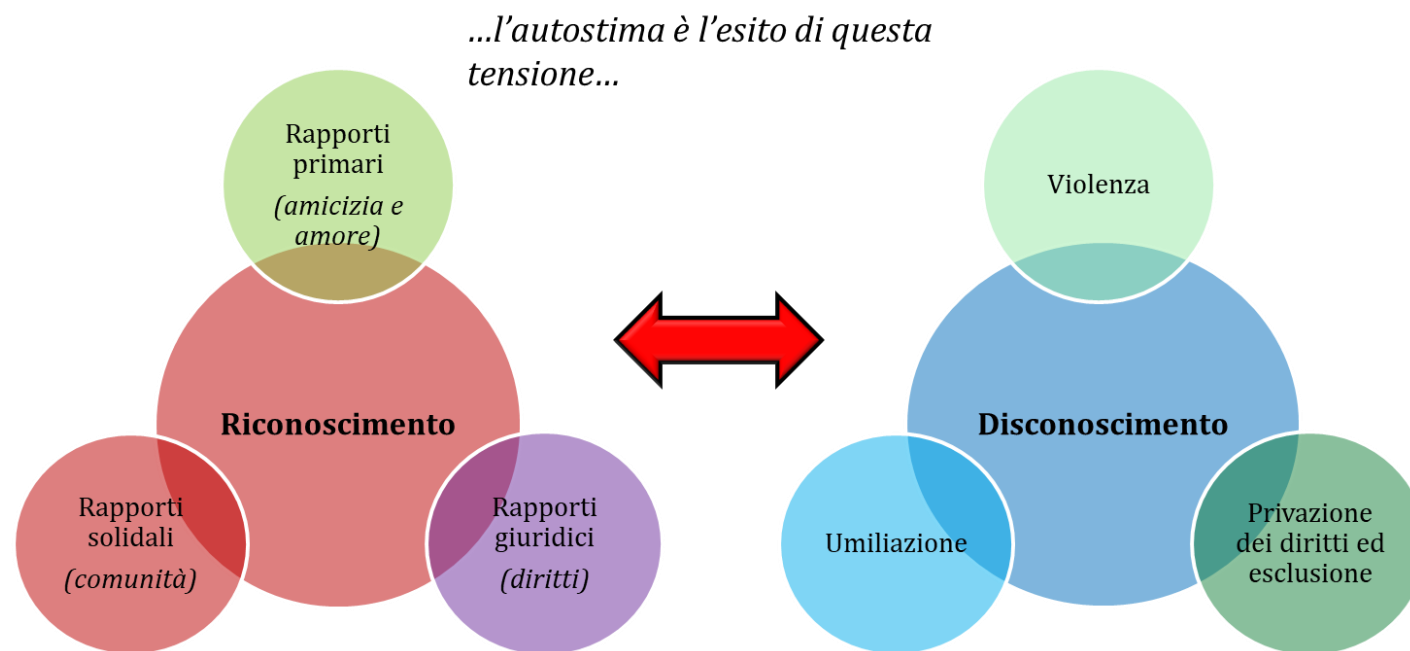 …l’autostima è l’esito di questa
tensione…
Rapporti
primari
(amicizia e
amore)
Riconoscimento
Rapporti
solidali
(comunità)
Rapporti
giuridici
(diritti)
Violenza
Disconoscimento
Umiliazione
Privazione
dei diritti ed
esclusione